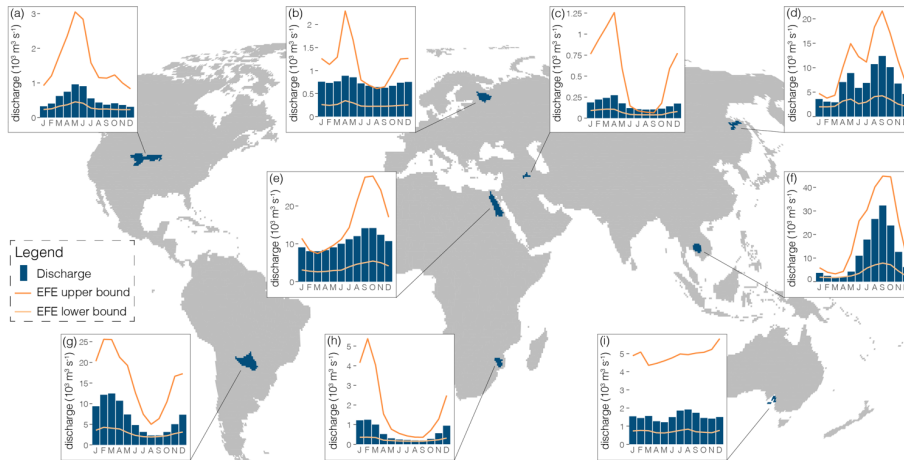 (a)
discharge (10³ m³ s⁻¹)
3
2
1
0
J F M A M J J A S O N D
(b)
discharge (10³ m³ s⁻¹)
2
1.5
1
0.5
0
J F M A M J J A S O N D
(c)
discharge (10³ m³ s⁻¹)
1.25
1
0.75
0.5
0.25
0
J F M A M J J A S O N D
(d)
discharge (10³ m³ s⁻¹)
20
15
10
5
0
J F M A M J J A S O N D
(e)
discharge (10³ m³ s⁻¹)
20
10
0
J F M A M J J A S O N D
(f)
discharge (10³ m³ s⁻¹)
40
30
20
10
0
J F M A M J J A S O N D
Legend
Discharge
EFE upper bound
EFE lower bound
(g)
discharge (10³ m³ s⁻¹)
25
20
15
10
5
0
J F M A M J J A S O N D
(h)
discharge (10³ m³ s⁻¹)
5
4
3
2
1
0
J F M A M J J A S O N D
(i)
discharge (10³ m³ s⁻¹)
6
4
2
0
J F M A M J J A S O N D